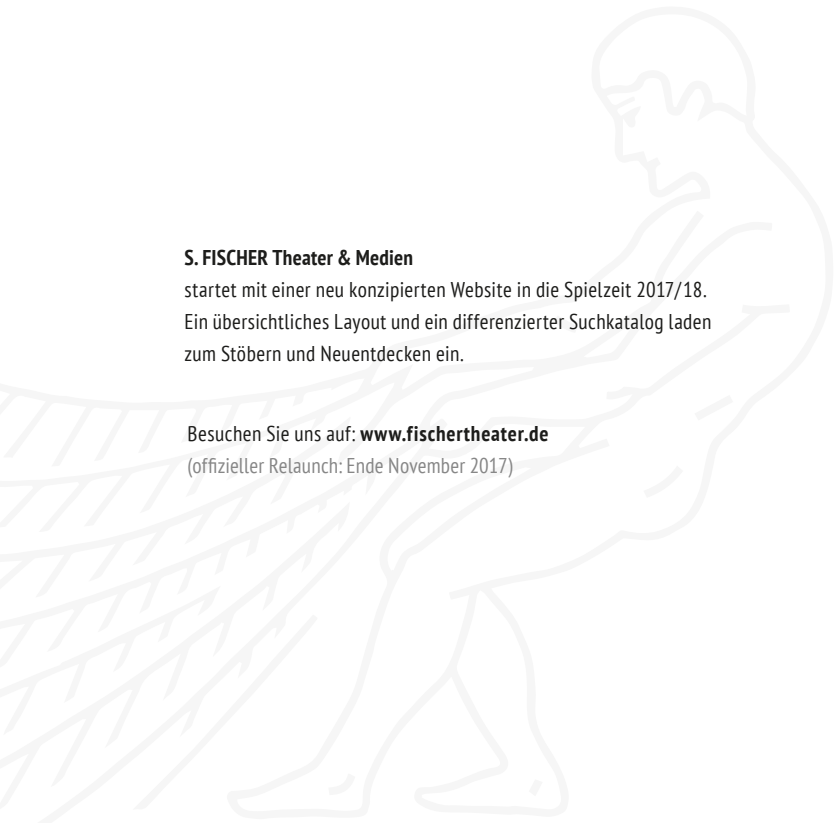 S. FISCHER Theater & Medien
startet mit einer neu konzipierten Website in die Spielzeit 2017/18.
Ein übersichtliches Layout und ein differenzierter Suchkatalog laden
zum Stöbern und Neuentdecken ein.
Besuchen Sie uns auf: www.fischertheater.de
(offizieller Relaunch: Ende November 2017)